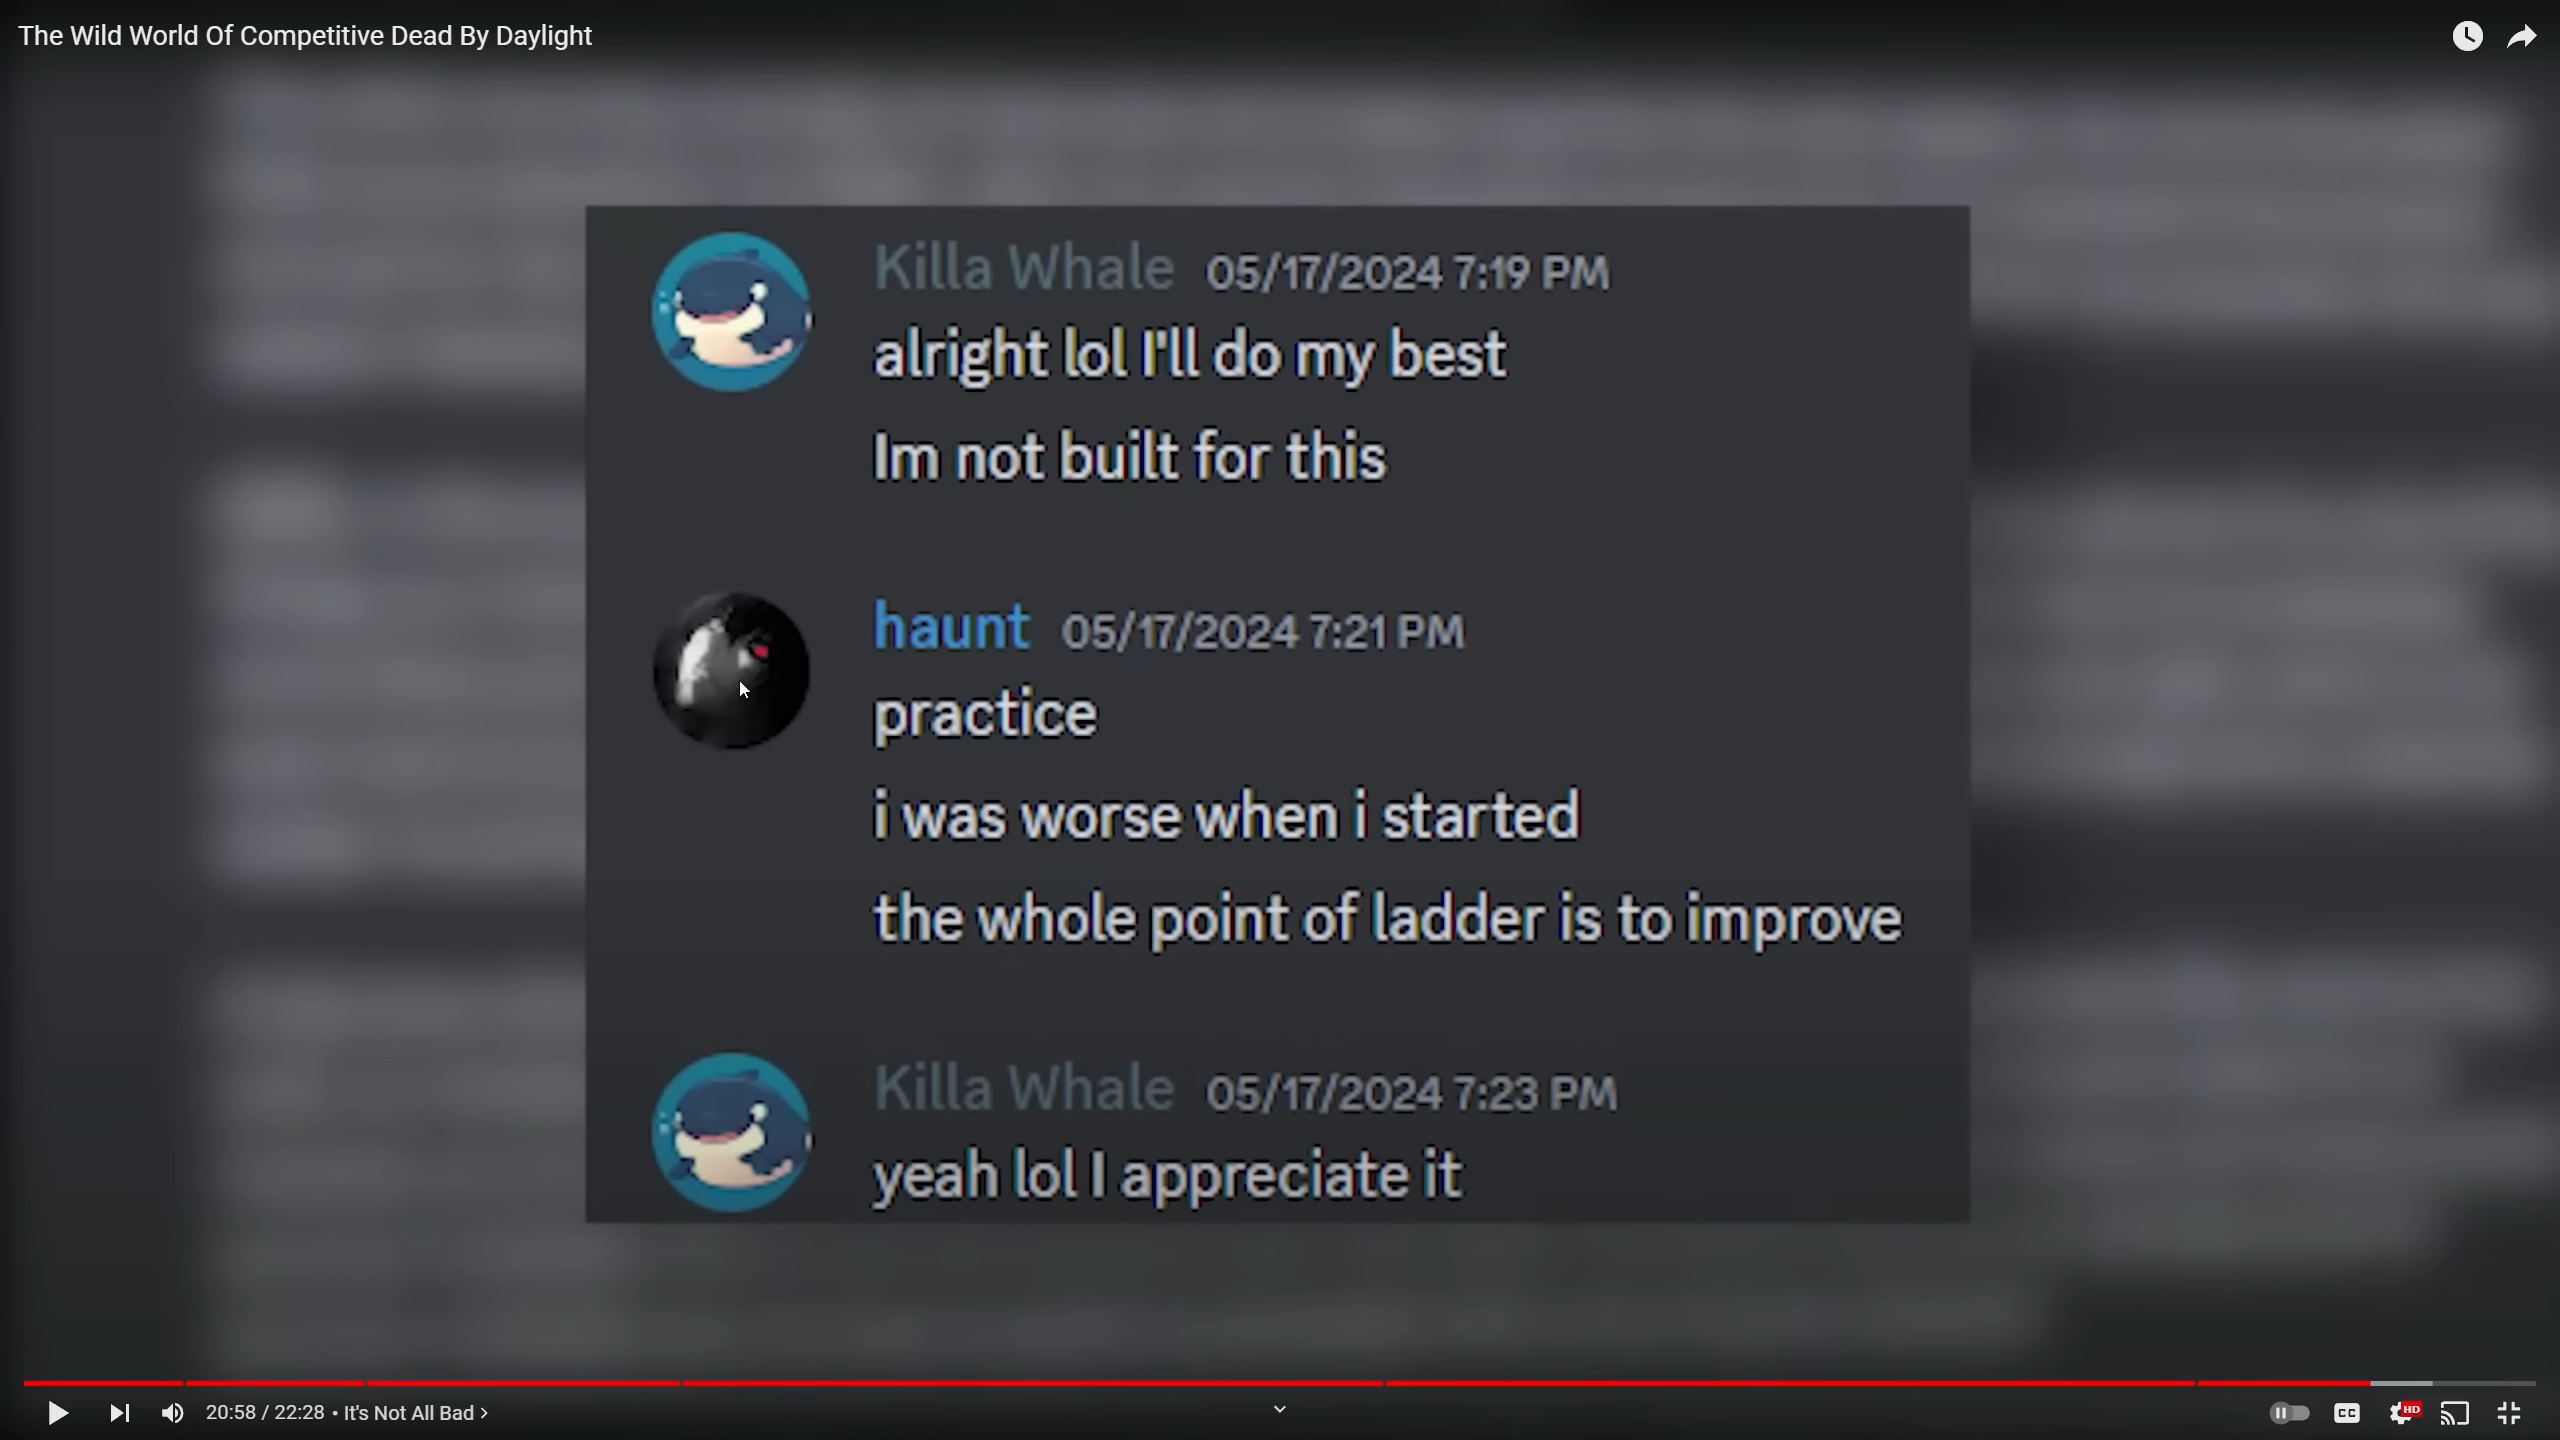 The Wild World Of Competitive Dead By Daylight
Killa Whale 05/17/2024 7:19 PM
alright lol I'll do my best
Im not built for this
haunt 05/17/2024 7:21 PM
practice
i was worse when i started
the whole point of ladder is to improve
Killa Whale 05/17/2024 7:23 PM
yeah lol I appreciate it
20:58 / 22:28 • It's Not All Bad >
CC
HD